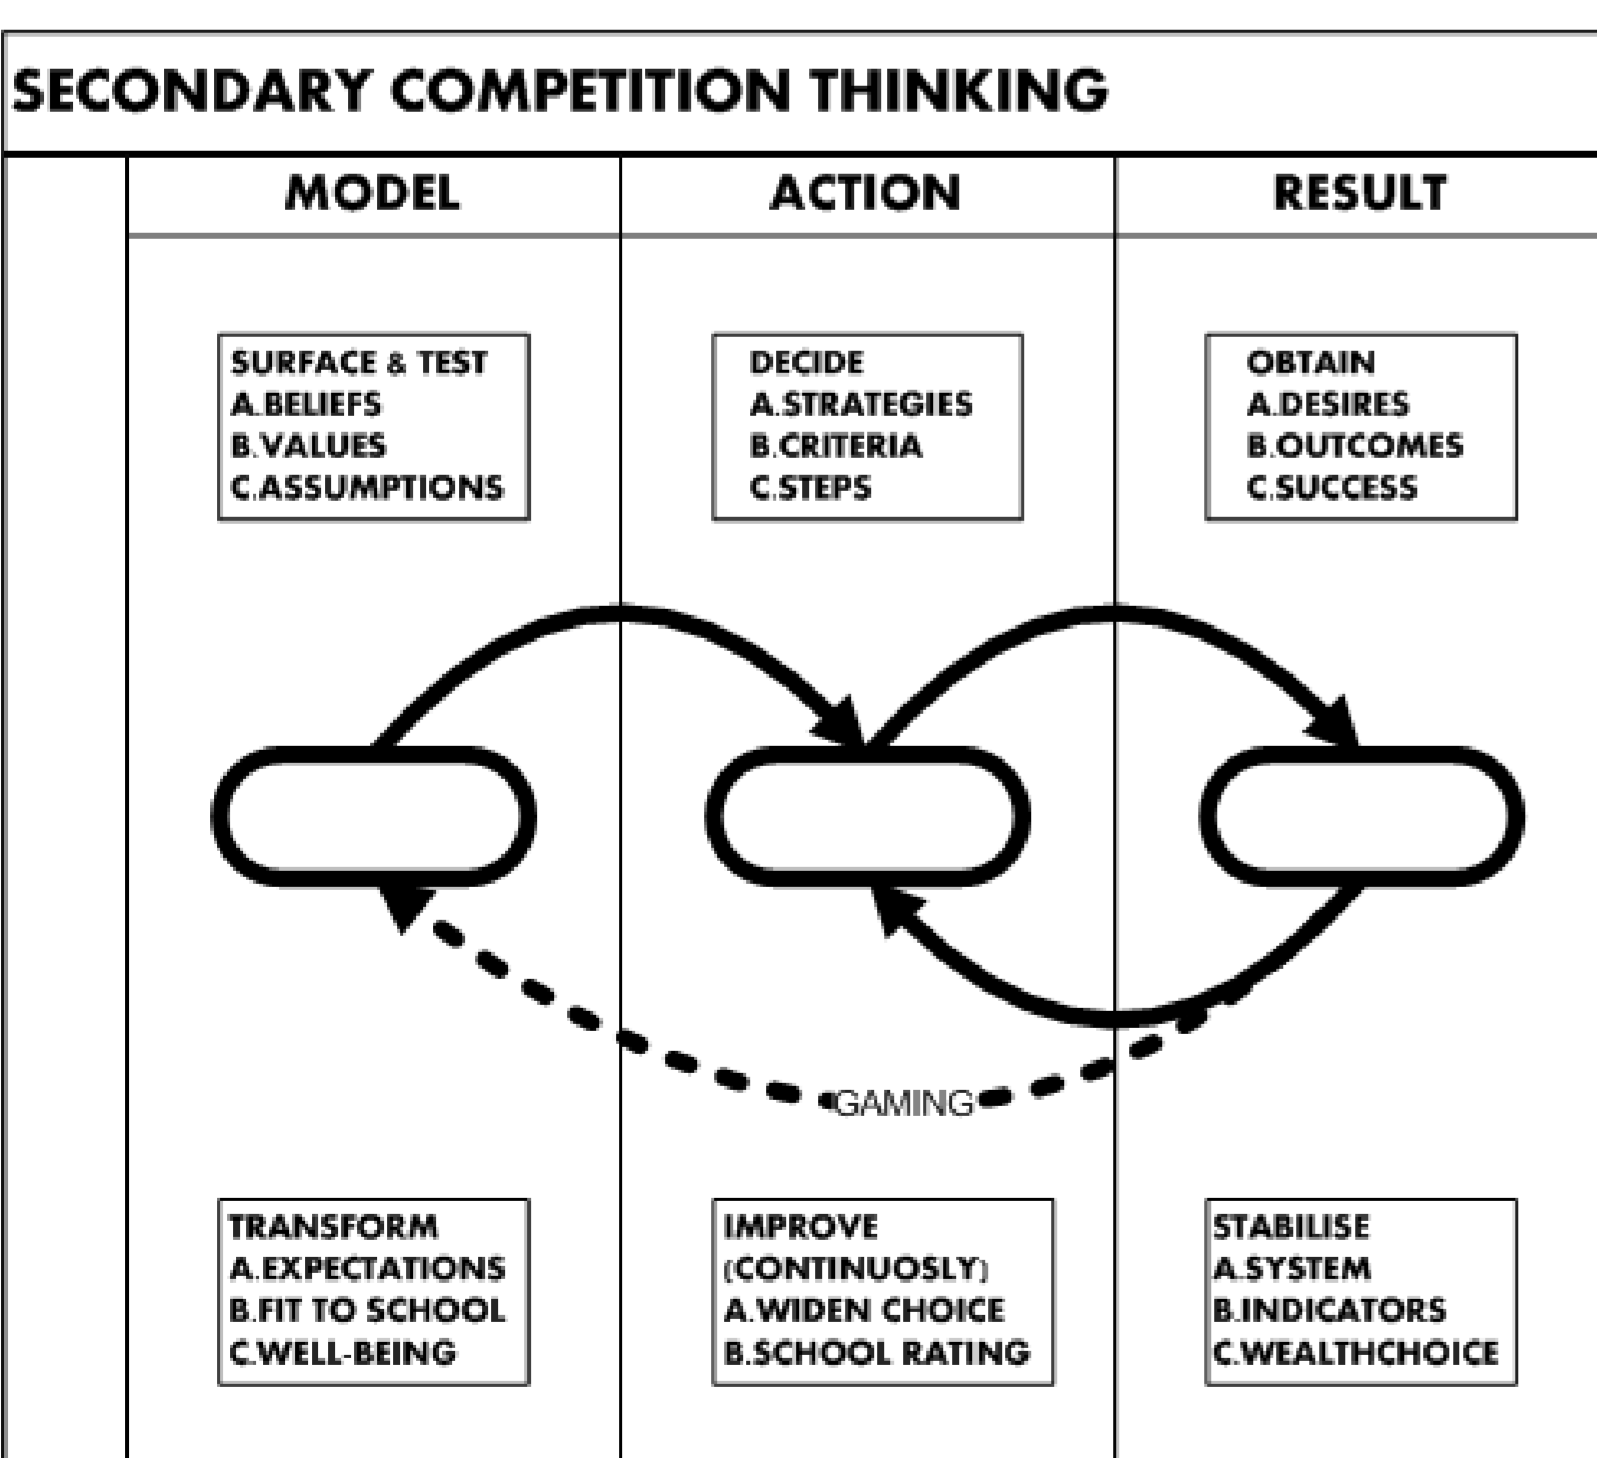 SECONDARY COMPETITION THINKING
MODEL
ACTION
RESULT
SURFACE & TEST
A.BELIEFS
B.VALUES
C.ASSUMPTIONS
DECIDE
A.STRATEGIES
B.CRITERIA
C.STEPS
OBTAIN
A.DESIRES
B.OUTCOMES
C.SUCCESS
GAMING
TRANSFORM
A.EXPECTATIONS
B.FIT TO SCHOOL
C.WELL-BEING
IMPROVE
(CONTINUOSLY)
A.WIDEN CHOICE
B.SCHOOL RATING
STABILISE
A.SYSTEM
B.INDICATORS
C.WEALTHCHOICE